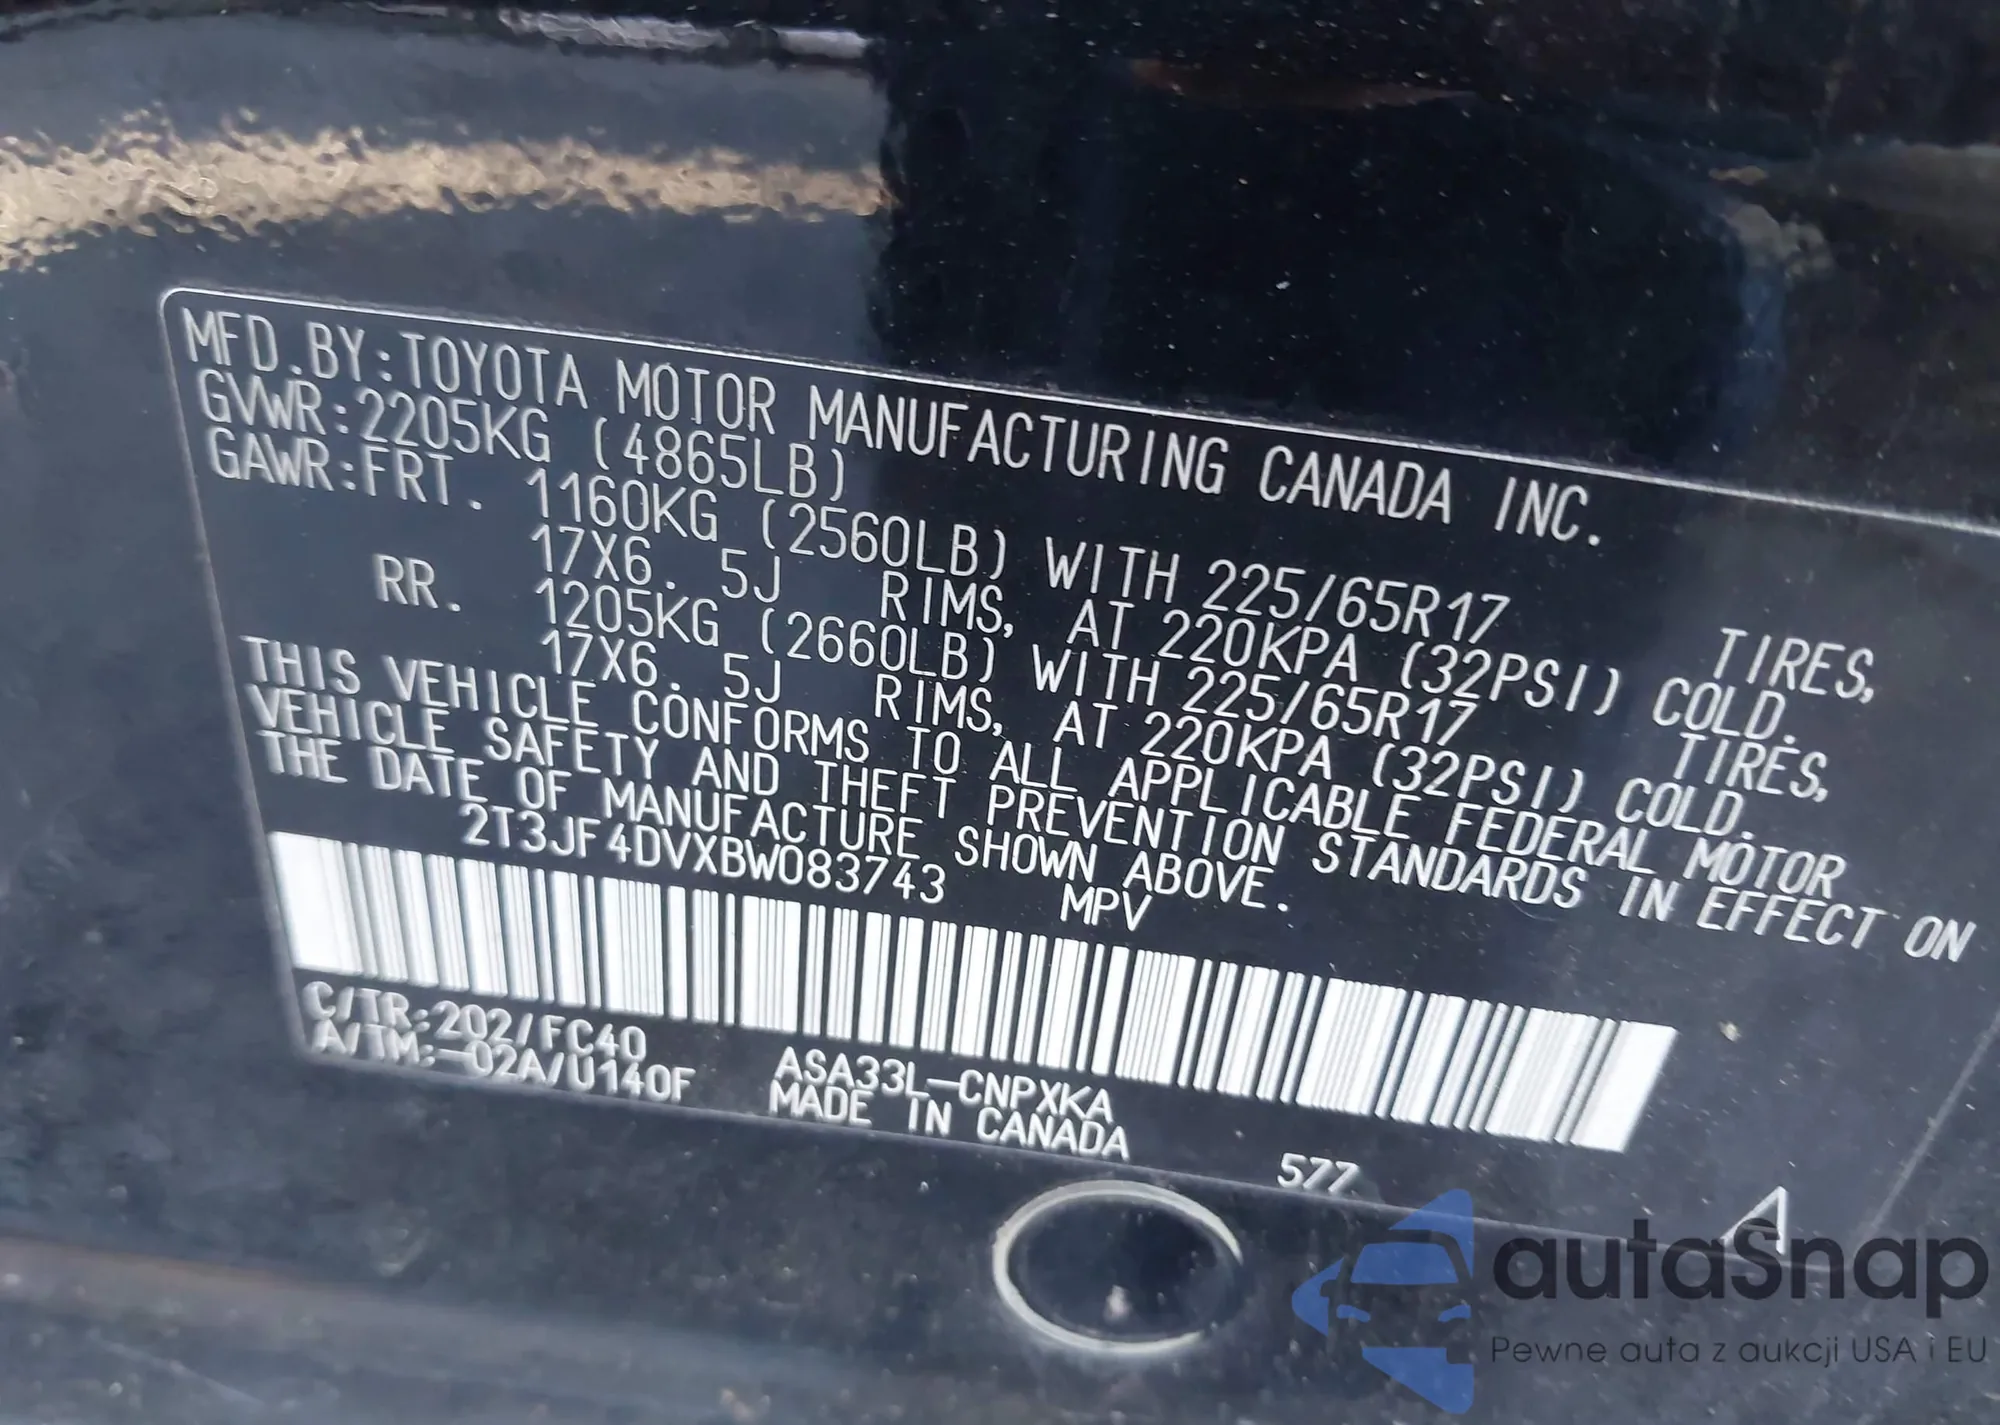 MFD.BY:TOYOTA MOTOR MANUFACTURING CANADA INC.
GVWR:2205KG (4865LB)
GAWR:FRT. 1160KG (2560LB) WITH 225/65R17 TIRES,
17X6.5J RIMS, AT 220KPA (32PSI) COLD.
RR. 1205KG (2660LB) WITH 225/65R17 TIRES,
17X6.5J RIMS, AT 220KPA (32PSI) COLD.
THIS VEHICLE CONFORMS TO ALL APPLICABLE FEDERAL MOTOR
VEHICLE SAFETY AND THEFT PREVENTION STANDARDS IN EFFECT ON
THE DATE OF MANUFACTURE SHOWN ABOVE.
2T3JF4DVXBW083743 MPV
C/TR:202/FC40 ASA33L-CNPXKA
A/TM:-02A/U140F MADE IN CANADA 577 A
autaSnap
Pewne auta z aukcji USA i EU